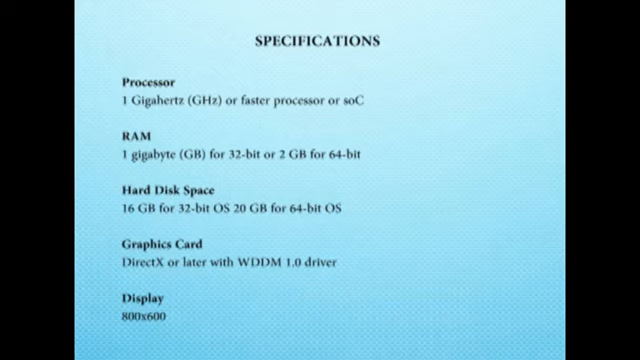 SPECIFICATIONS
Processor
1 Gigahertz (GHz) or faster processor or soC
RAM
1 gigabyte (GB) for 32-bit or 2 GB for 64-bit
Hard Disk Space
16 GB for 32-bit OS 20 GB for 64-bit OS
Graphics Card
DirectX or later with WDDM 1.0 driver
Display
800x600